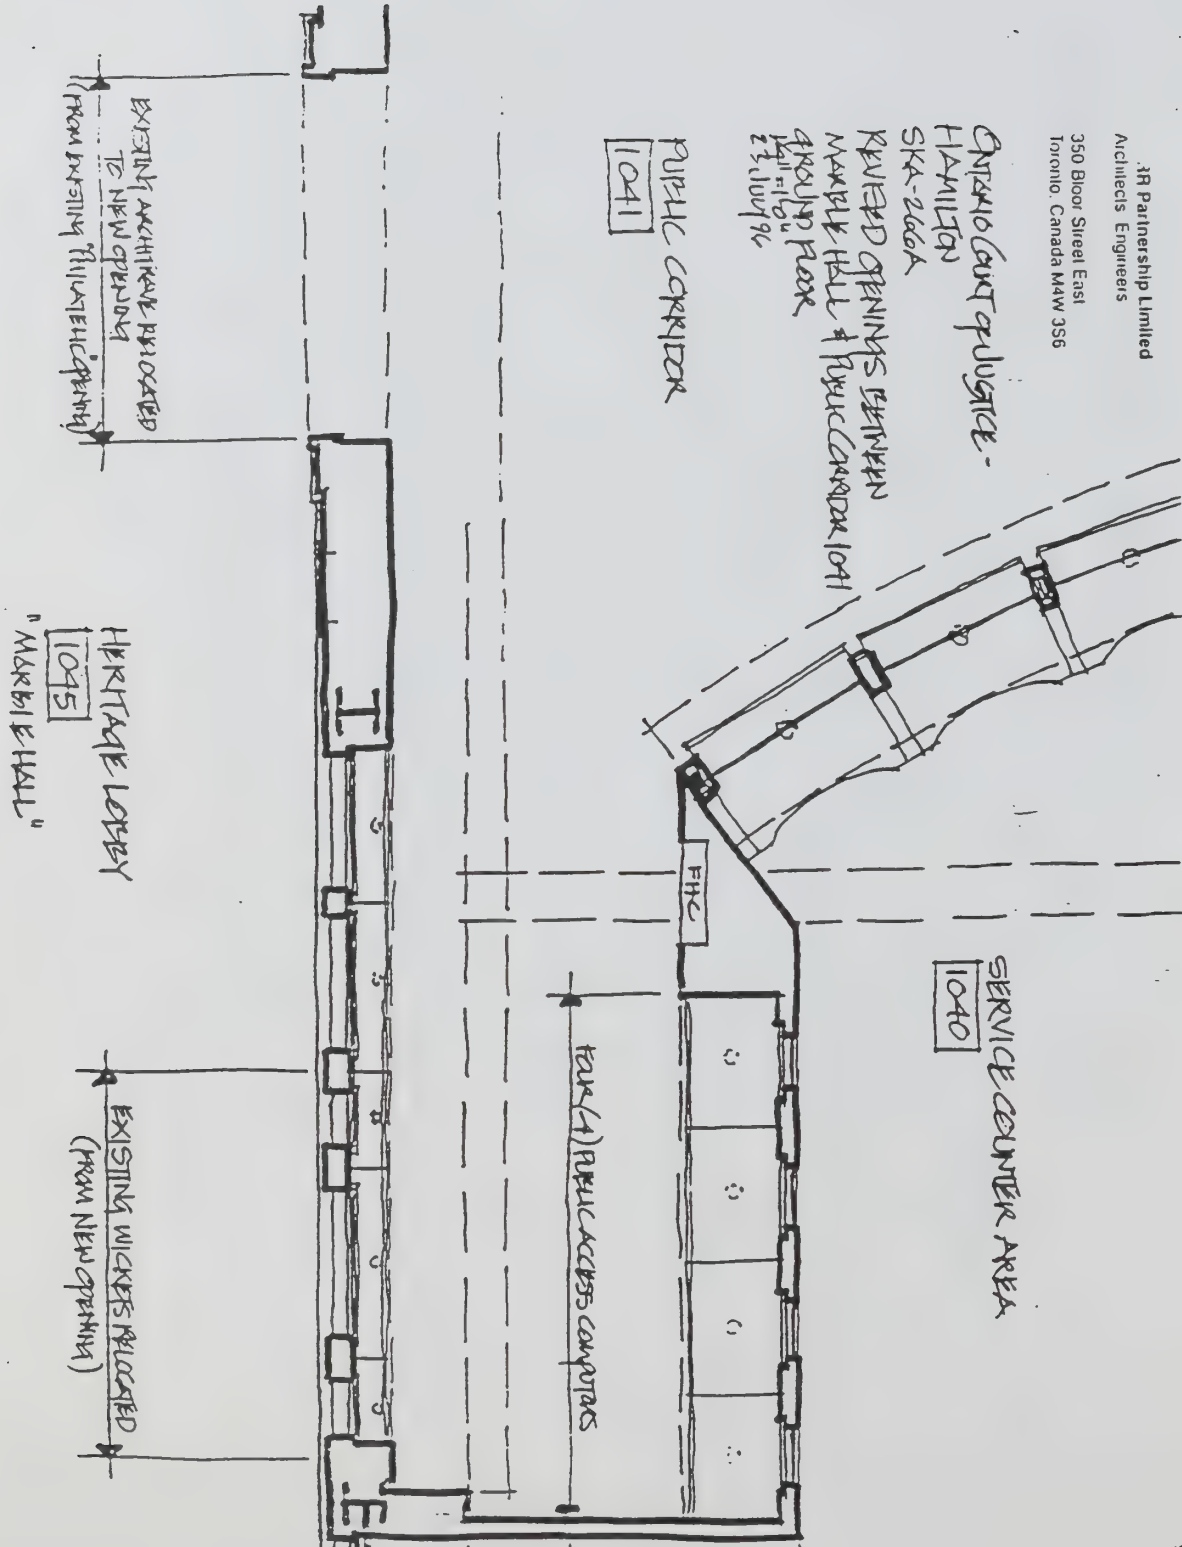 Partnership Limited
Architects Engineers
350 Bloor Street East
Toronto, Canada M4W 3S6
ONTARIO COURT OF JUSTICE -
HAMILTON
SKA-266A
REVISED OPENINGS BETWEEN
MARBLE HALL & PUBLIC CORRIDOR 1041
GROUND FLOOR
23 JULY 96
PUBLIC CORRIDOR
1041
EXISTING ARCHITRAVE RELOCATED
TO NEW OPENING
(FROM EXISTING OPENING)
FHC
SERVICE COUNTER AREA
1040
FOUR (4) PUBLIC ACCESS COMPUTERS
HERITAGE LOBBY
1045
"MARBLE HALL"
EXISTING WICKETS RELOCATED
(FROM NEW OPENING)